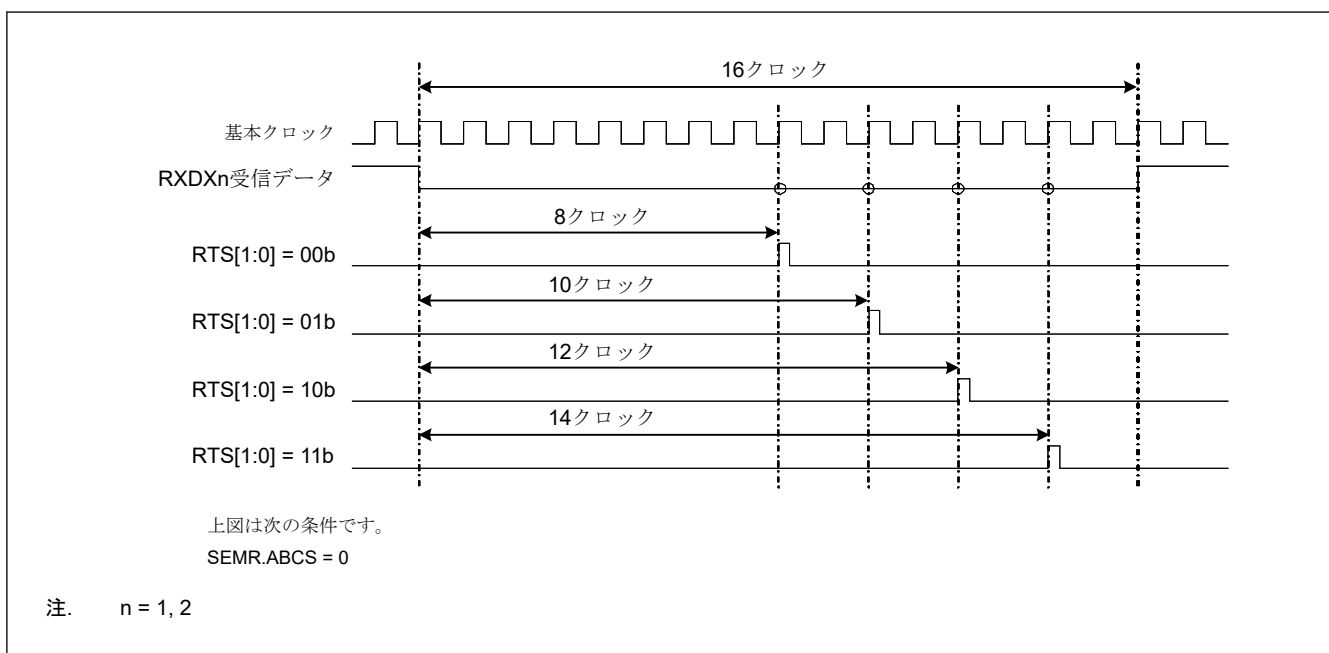 16クロック
基本クロック
RXDXn受信データ
8クロック
RTS[1:0] = 00b
10クロック
RTS[1:0] = 01b
12クロック
RTS[1:0] = 10b
14クロック
RTS[1:0] = 11b
上図は次の条件です。
SEMR.ABCS = 0
注. n = 1, 2